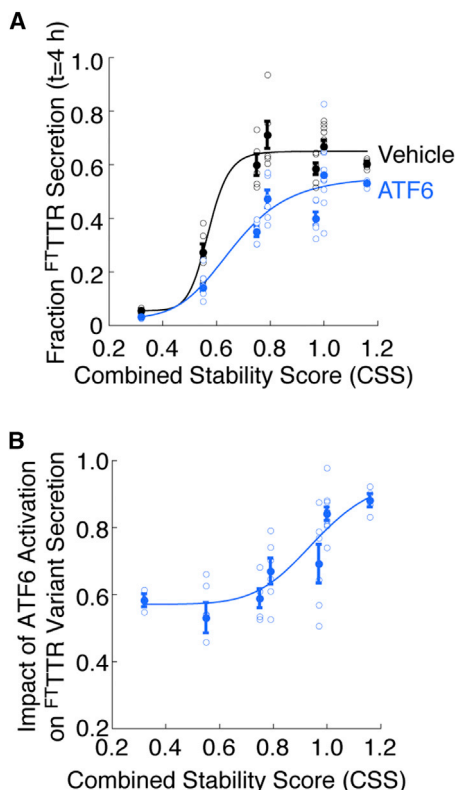 A
Fraction FTTTR Secretion (t=4 h)
1.0
0.8
0.6
0.4
0.2
0
Vehicle
ATF6
0.2 0.4 0.6 0.8 1.0 1.2
Combined Stability Score (CSS)
B
Impact of ATF6 Activation
on FTTTR Variant Secretion
1.0
0.8
0.6
0.4
0.2
0.2 0.4 0.6 0.8 1.0 1.2
Combined Stability Score (CSS)